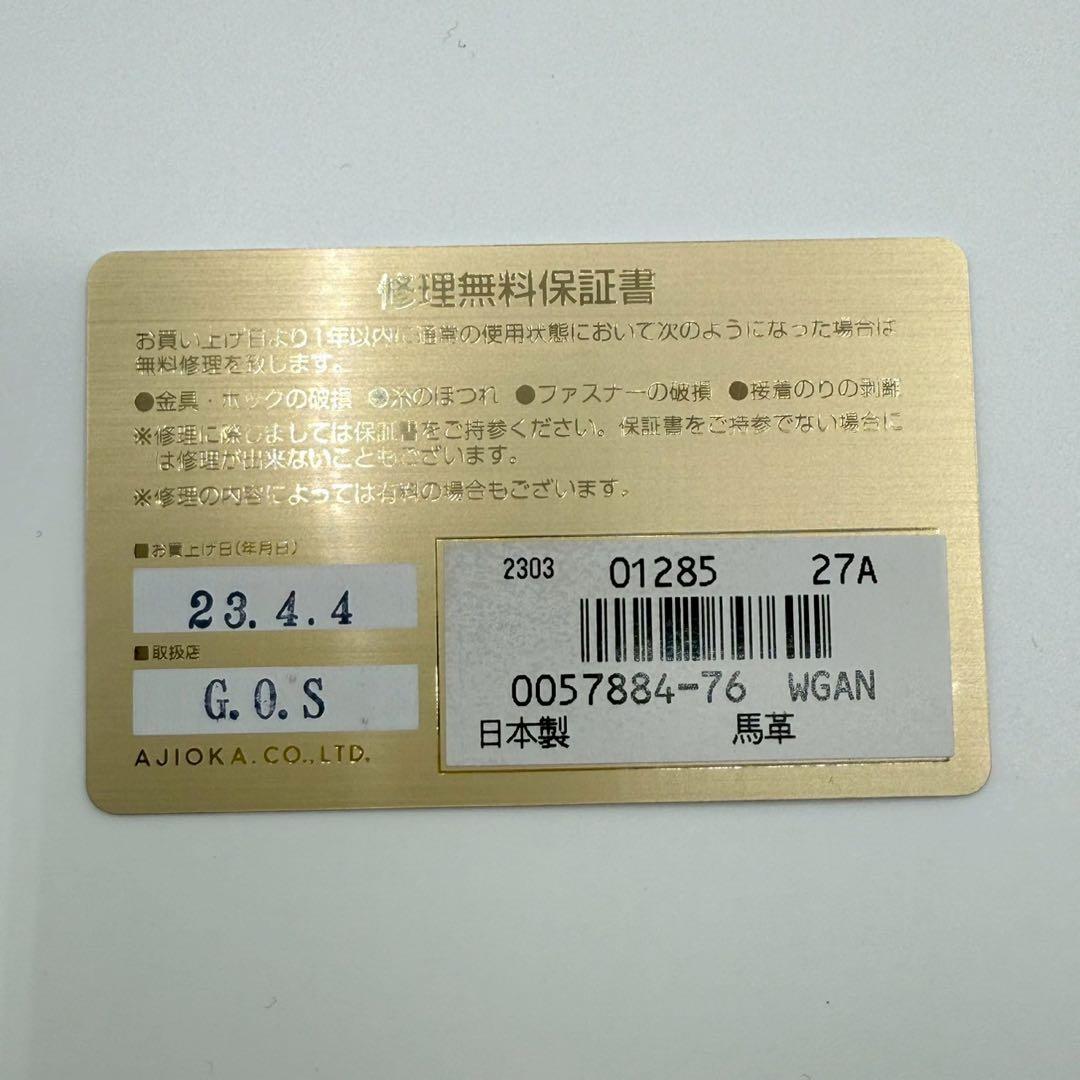 修理無料保証書
お買い上げ日より1年以内に通常の使用状態において次のようになった場合は
無料修理を致します。
●金具・ホックの破損 ●糸のほつれ ●ファスナーの破損 ●接着のりの剥離
※修理に際しましては保証書をご持参ください。保証書をご持参でない場合に
は修理が出来ないこともございます。
※修理の内容によっては有料の場合もございます。
■お買上げ日(年月日)
23.4.4
■取扱店
G.O.S
AJIOKA.CO.,LTD.
2303 01285 27A
0057884-76 WGAN
日本製 馬革